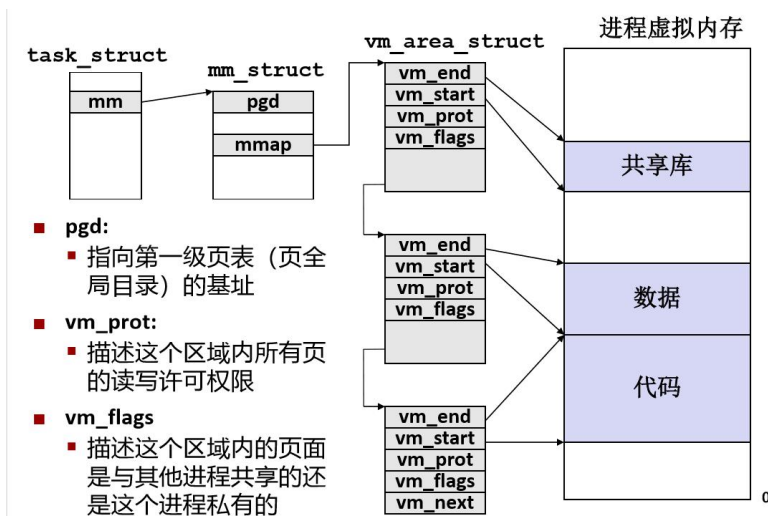 task_struct
mm
mm_struct
pgd
mmap
vm_area_struct
vm_end
vm_start
vm_prot
vm_flags
vm_end
vm_start
vm_prot
vm_flags
vm_end
vm_start
vm_prot
vm_flags
vm_next
进程虚拟内存
共享库
数据
代码
0
pgd:
指向第一级页表（页全
局目录）的基址
vm_prot:
描述这个区域内所有页
的读写许可权限
vm_flags
描述这个区域内的页面
是与其他进程共享的还
是这个进程私有的